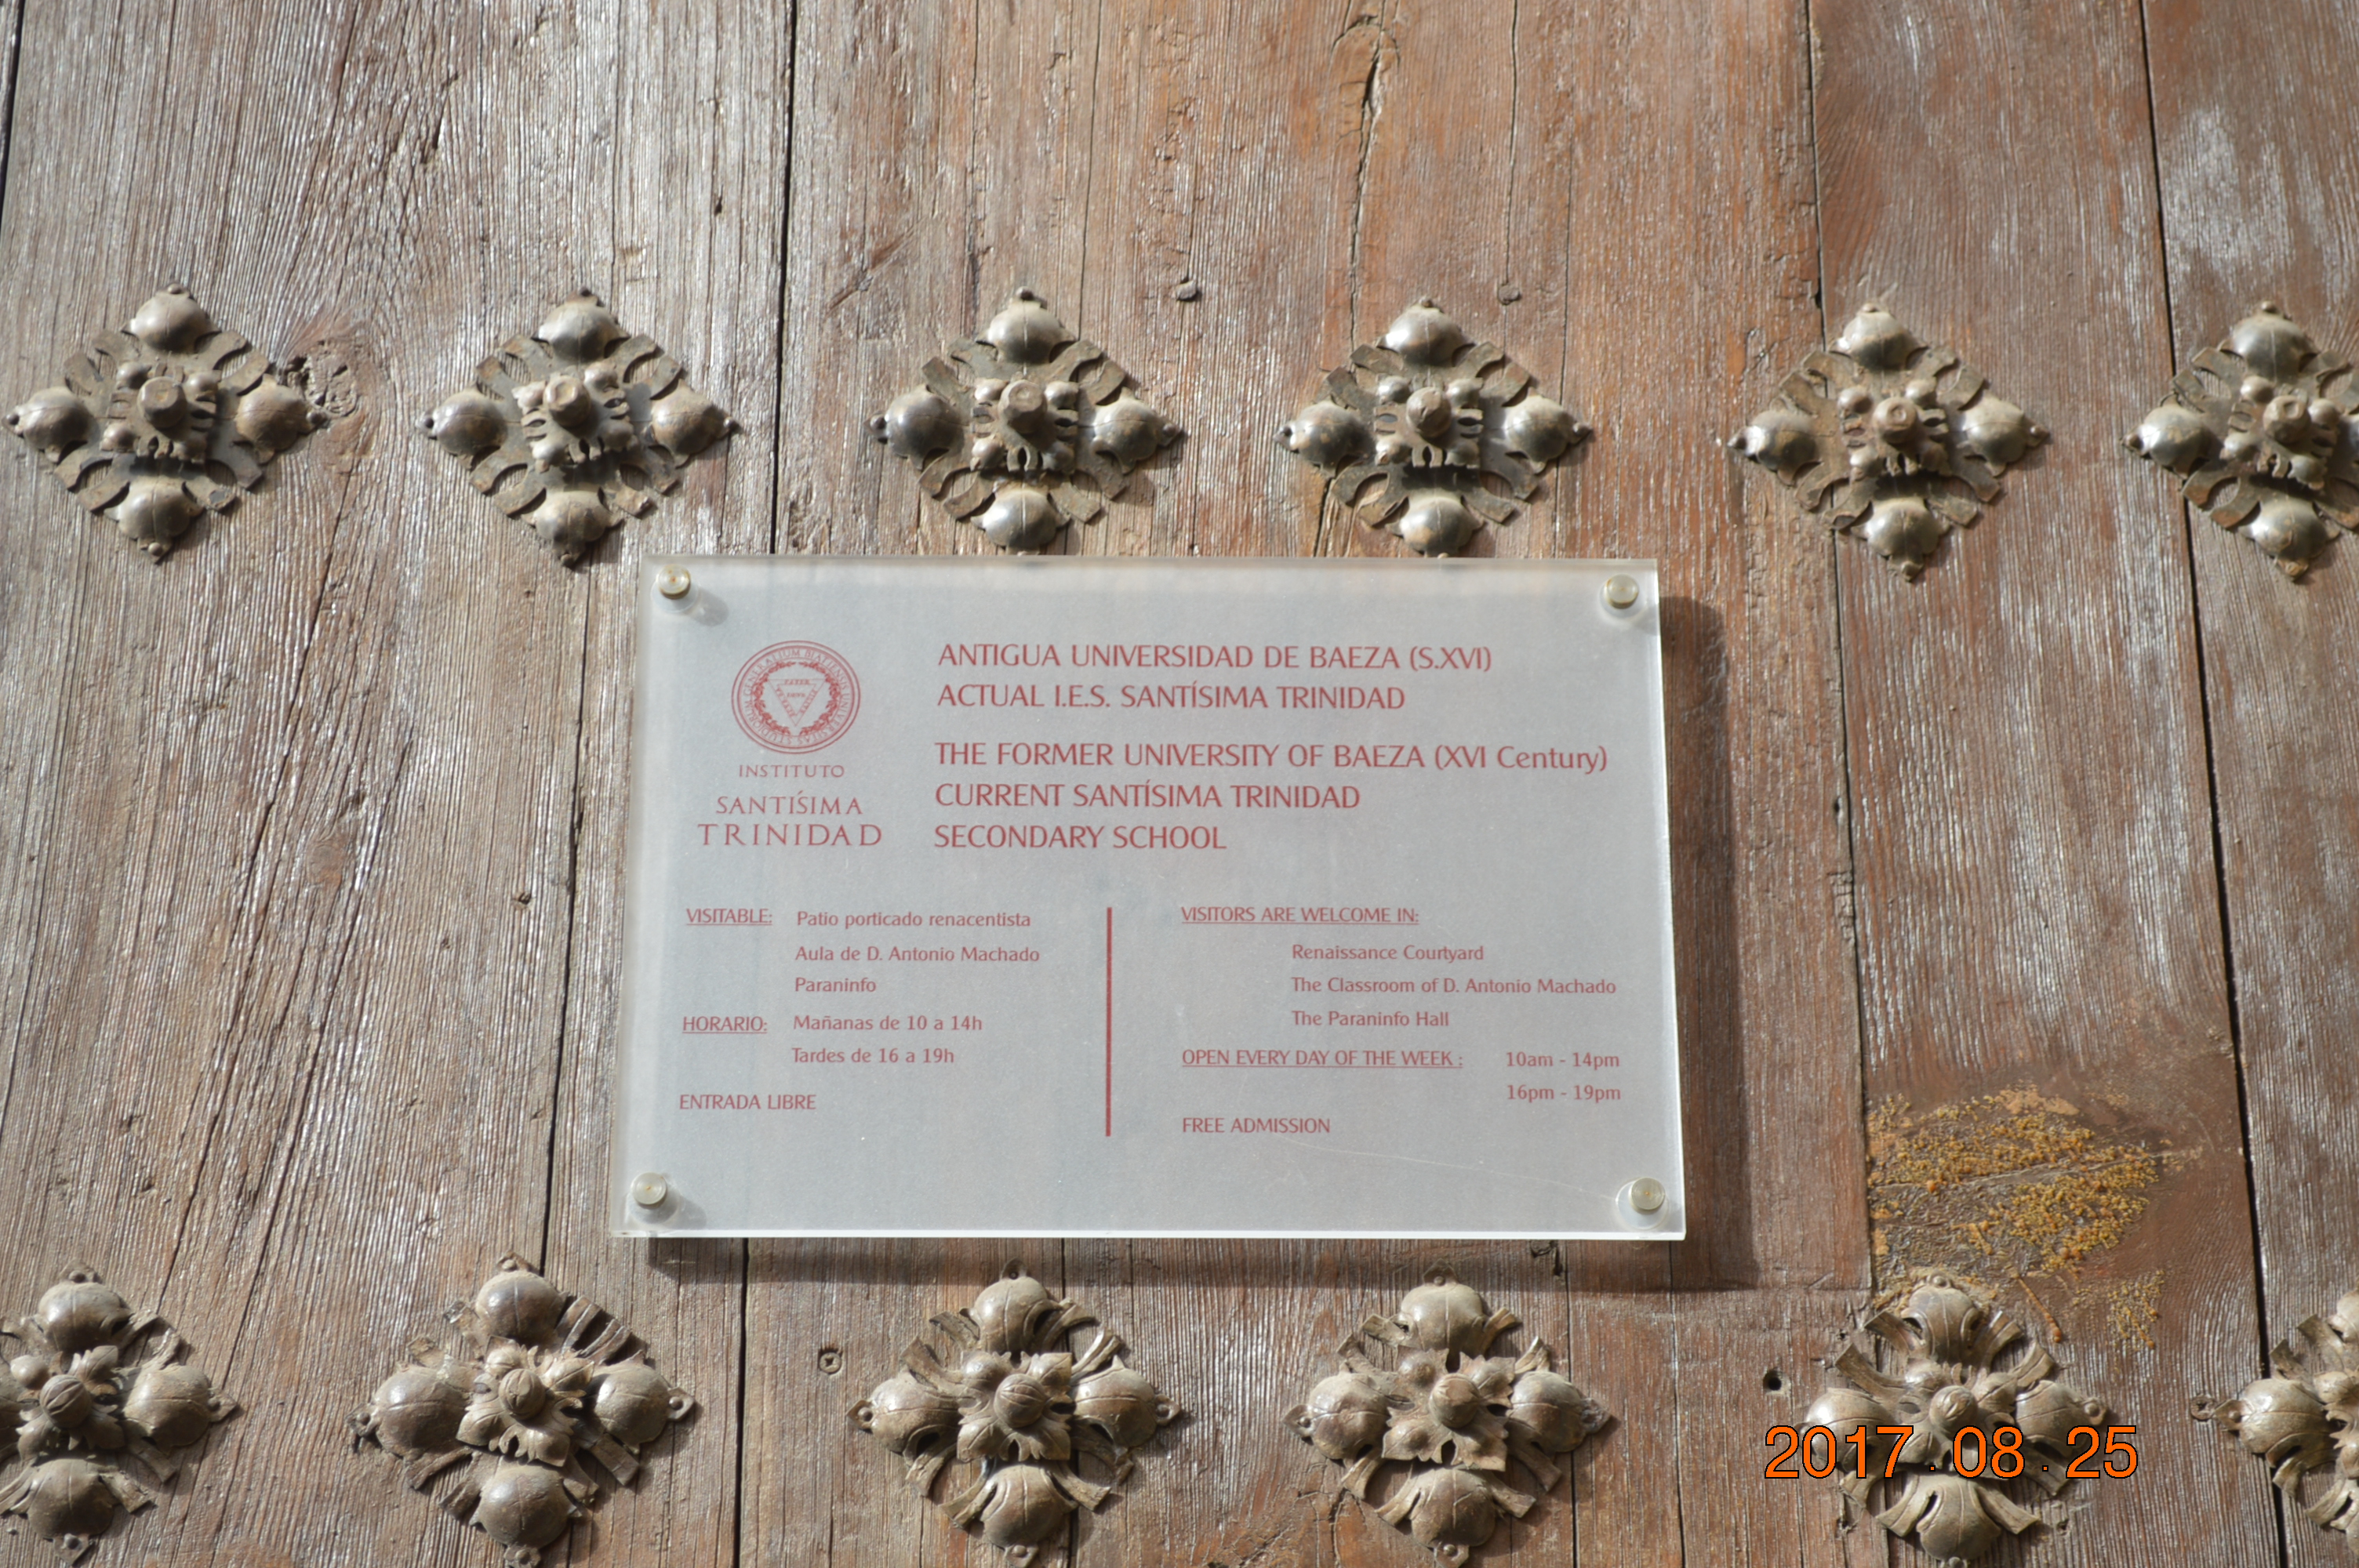 INSTITUTO
SANTÍSIMA
TRINIDAD
ANTIGUA UNIVERSIDAD DE BAEZA (S.XVI)
ACTUAL I.E.S. SANTÍSIMA TRINIDAD
THE FORMER UNIVERSITY OF BAEZA (XVI Century)
CURRENT SANTÍSIMA TRINIDAD
SECONDARY SCHOOL
VISITABLE: Patio porticado renacentista
Aula de D. Antonio Machado
Paraninfo
HORARIO: Mañanas de 10 a 14h
Tardes de 16 a 19h
ENTRADA LIBRE
VISITORS ARE WELCOME IN:
Renaissance Courtyard
The Classroom of D. Antonio Machado
The Paraninfo Hall
OPEN EVERY DAY OF THE WEEK : 10am - 14pm
16pm - 19pm
FREE ADMISSION
2017.08.25